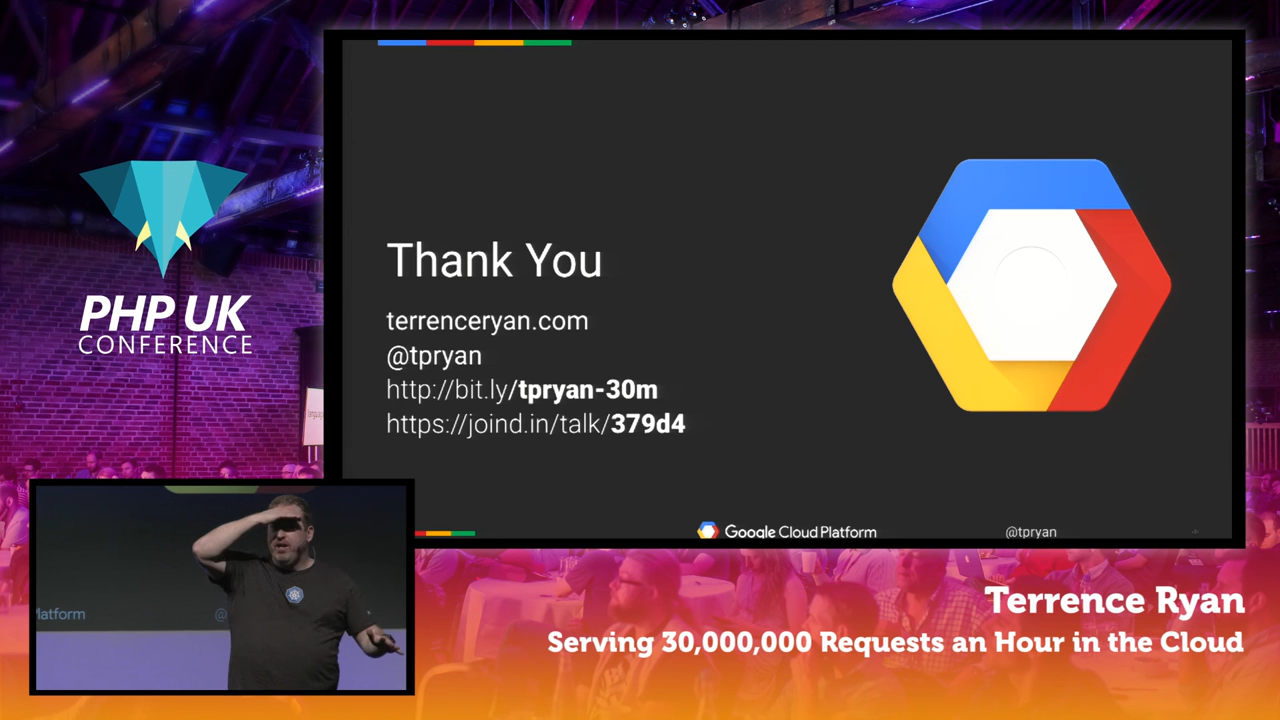 PHP UK
CONFERENCE
Thank You
terrenceryan.com
@tpryan
http://bit.ly/tpryan-30m
https://joind.in/talk/379d4
Google Cloud Platform
@tpryan
latform
@
Terrence Ryan
Serving 30,000,000 Requests an Hour in the Cloud